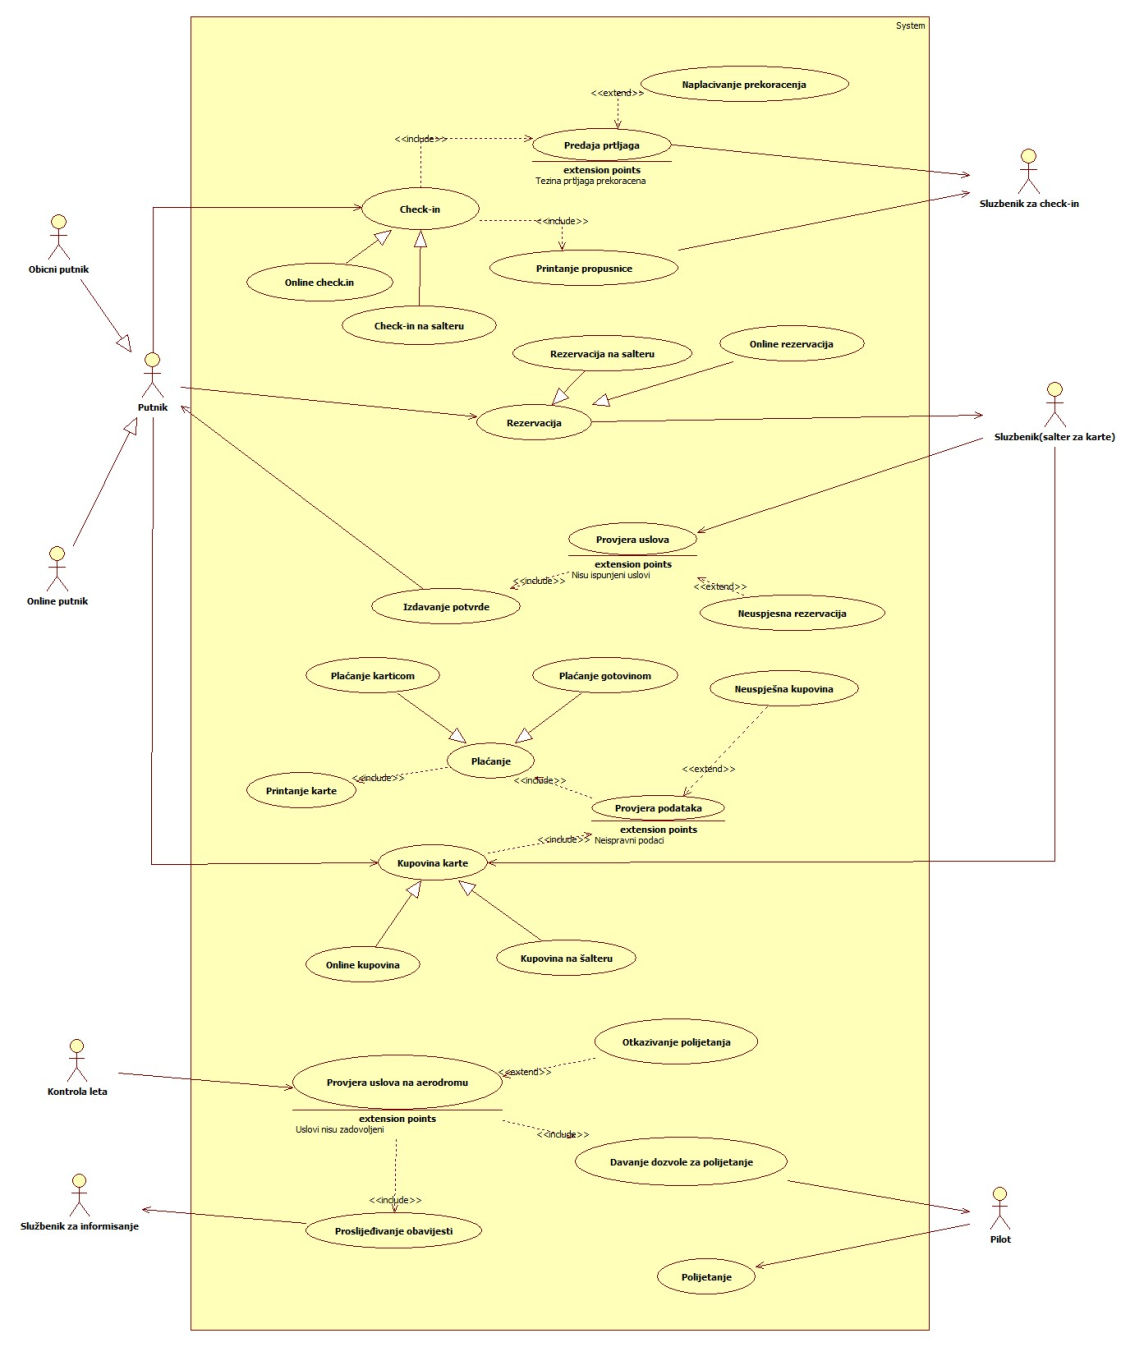 System
Naplacivanje prekoracenja
<<extend>>
<<include>>
Predaja prtljaga
extension points
Tezina prtljaga prekoracena
Sluzbenik za check-in
Check-in
<<include>>
Obicni putnik
Printanje propusnice
Online check.in
Check-in na salteru
Rezervacija na salteru
Online rezervacija
Putnik
Rezervacija
Sluzbenik(salter za karte)
Provjera uslova
extension points
Nisu ispunjeni uslovi
<<include>>
<<extend>>
Online putnik
Izdavanje potvrde
Neuspjesna rezervacija
Plaćanje karticom
Plaćanje gotovinom
Neuspješna kupovina
Plaćanje
<<extend>>
<<include>>
<<include>>
Printanje karte
Provjera podataka
extension points
Neispravni podaci
<<include>>
Kupovina karte
Online kupovina
Kupovina na šalteru
Otkazivanje polijetanja
<<extend>>
Provjera uslova na aerodromu
Kontrola leta
extension points
Uslovi nisu zadovoljeni
<<include>>
Davanje dozvole za polijetanje
<<include>>
Službenik za informisanje
Proslijeđivanje obavijesti
Pilot
Polijetanje